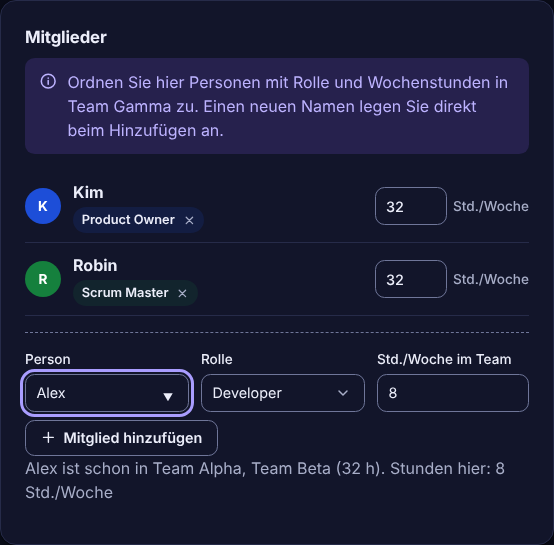 Mitglieder
Ordnen Sie hier Personen mit Rolle und Wochenstunden in
Team Gamma zu. Einen neuen Namen legen Sie direkt
beim Hinzufügen an.
K
Kim
Product Owner ×
32 Std./Woche
R
Robin
Scrum Master ×
32 Std./Woche
Person Rolle Std./Woche im Team
Alex Developer 8
+ Mitglied hinzufügen
Alex ist schon in Team Alpha, Team Beta (32 h). Stunden hier: 8
Std./Woche